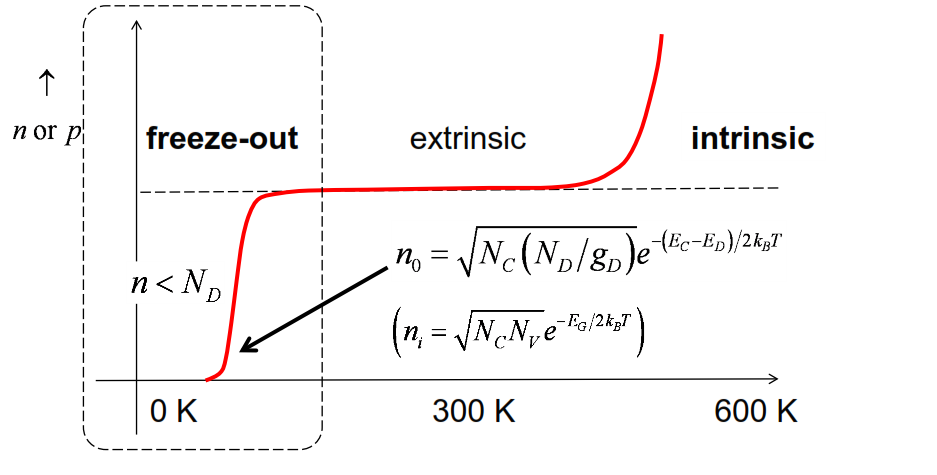 ↑
n or p
freeze-out extrinsic intrinsic
n < N_D
n₀ = √(N_C (N_D/g_D)) e^{-(E_C-E_D)/2k_BT}
(n_i = √(N_C N_V) e^{-E_G/2k_BT})
0 K 300 K 600 K